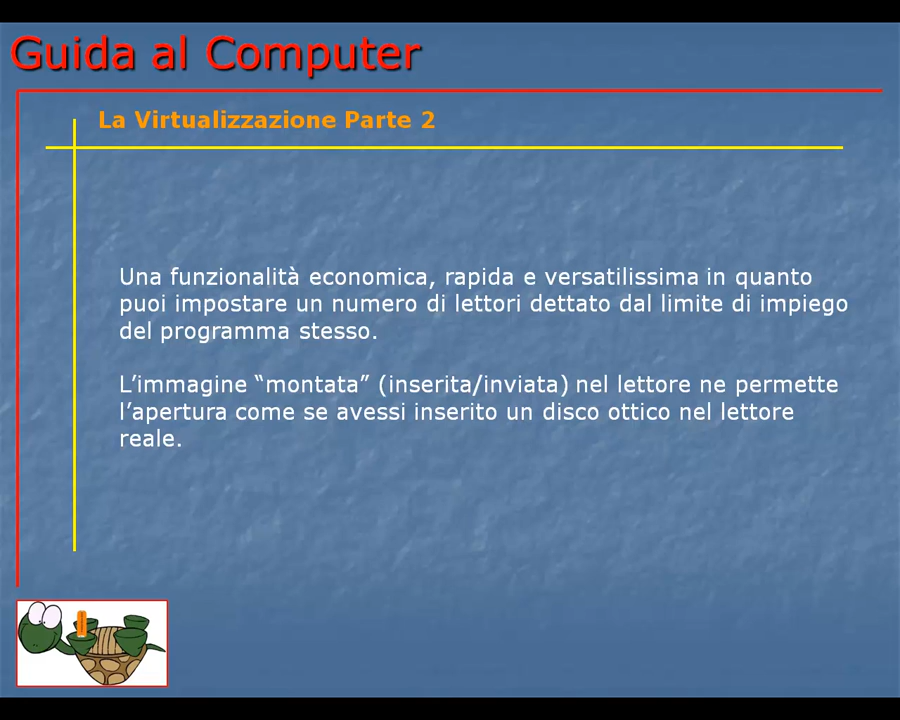 Guida al Computer
La Virtualizzazione Parte 2
Una funzionalità economica, rapida e versatilissima in quanto
puoi impostare un numero di lettori dettato dal limite di impiego
del programma stesso.
L’immagine “montata” (inserita/inviata) nel lettore ne permette
l’apertura come se avessi inserito un disco ottico nel lettore
reale.